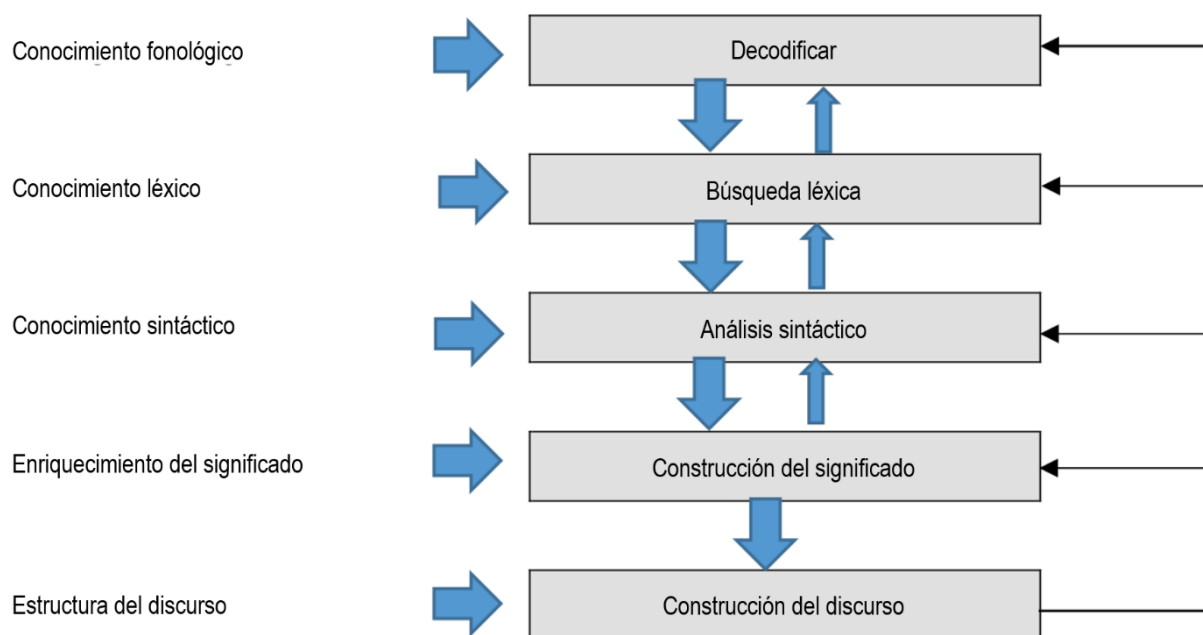 Conocimiento fonológico
Decodificar
Conocimiento léxico
Búsqueda léxica
Conocimiento sintáctico
Análisis sintáctico
Enriquecimiento del significado
Construcción del significado
Estructura del discurso
Construcción del discurso